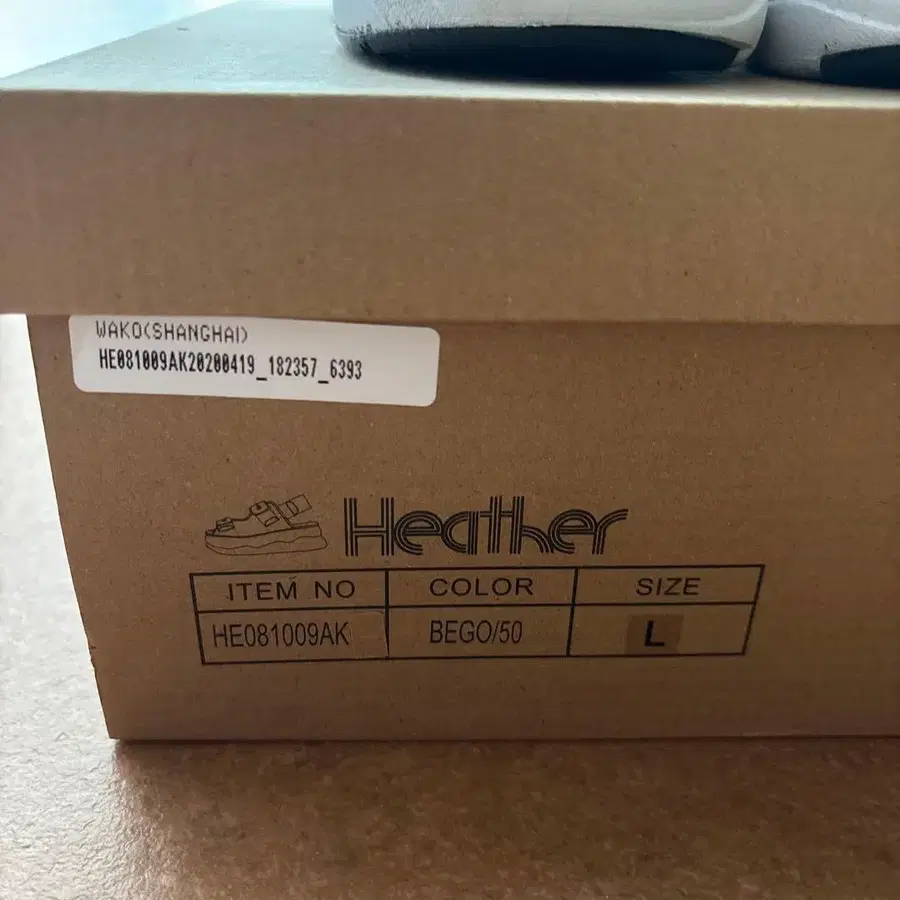 WAKO(SHANGHAI)
HE081009AK20200419_182357_6393
Heather
ITEM NO COLOR SIZE
HE081009AK BEGO/50 L